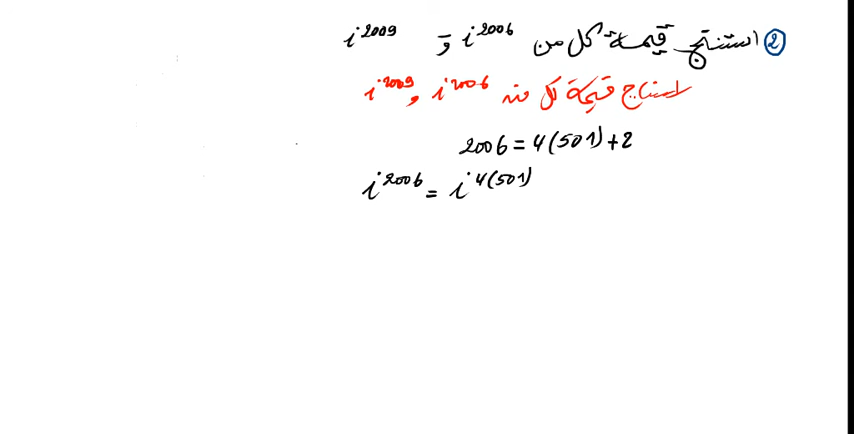 ② استنتج قيمة كل من i^2006 و i^2009
استنتاج قيمة كل من i^2006 و i^2009
2006 = 4(501) + 2
i^2006 = i^4(501)